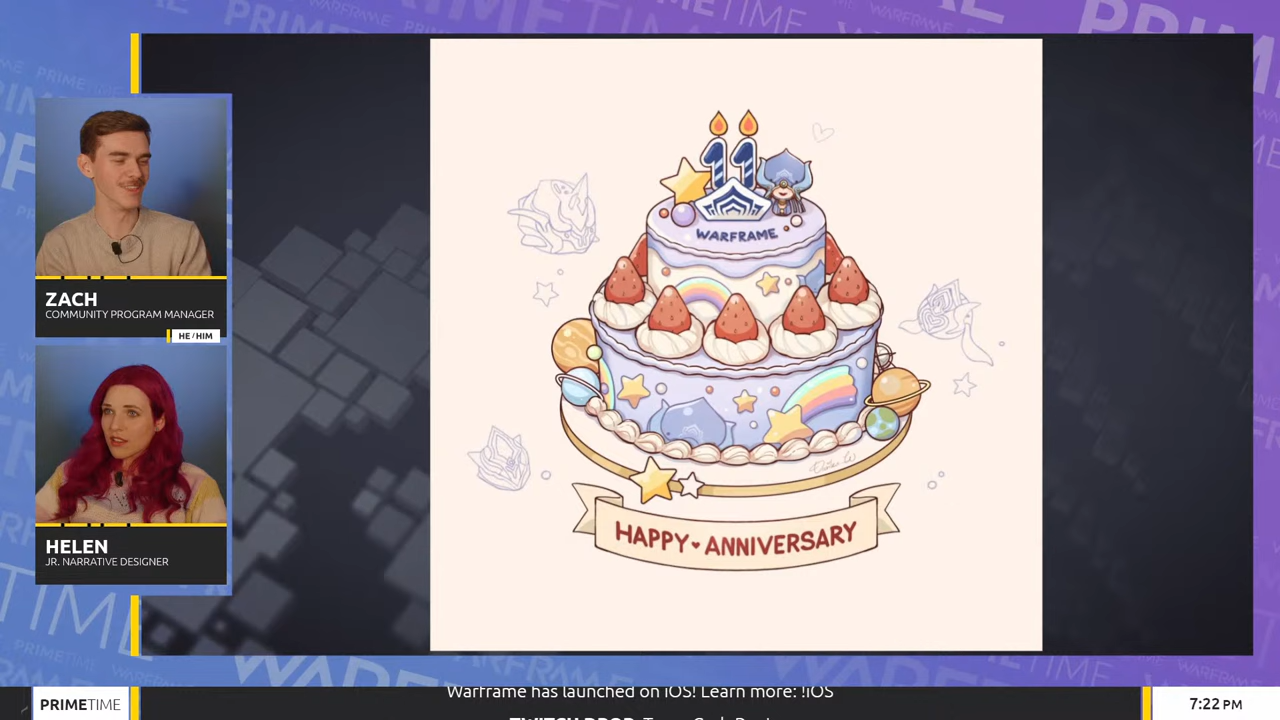 ZACH
COMMUNITY PROGRAM MANAGER
HE/HIM
HELEN
JR. NARRATIVE DESIGNER
11
WARFRAME
HAPPY ANNIVERSARY
Warframe has launched on iOS! Learn more: !iOS
PRIMETIME
7:22 PM